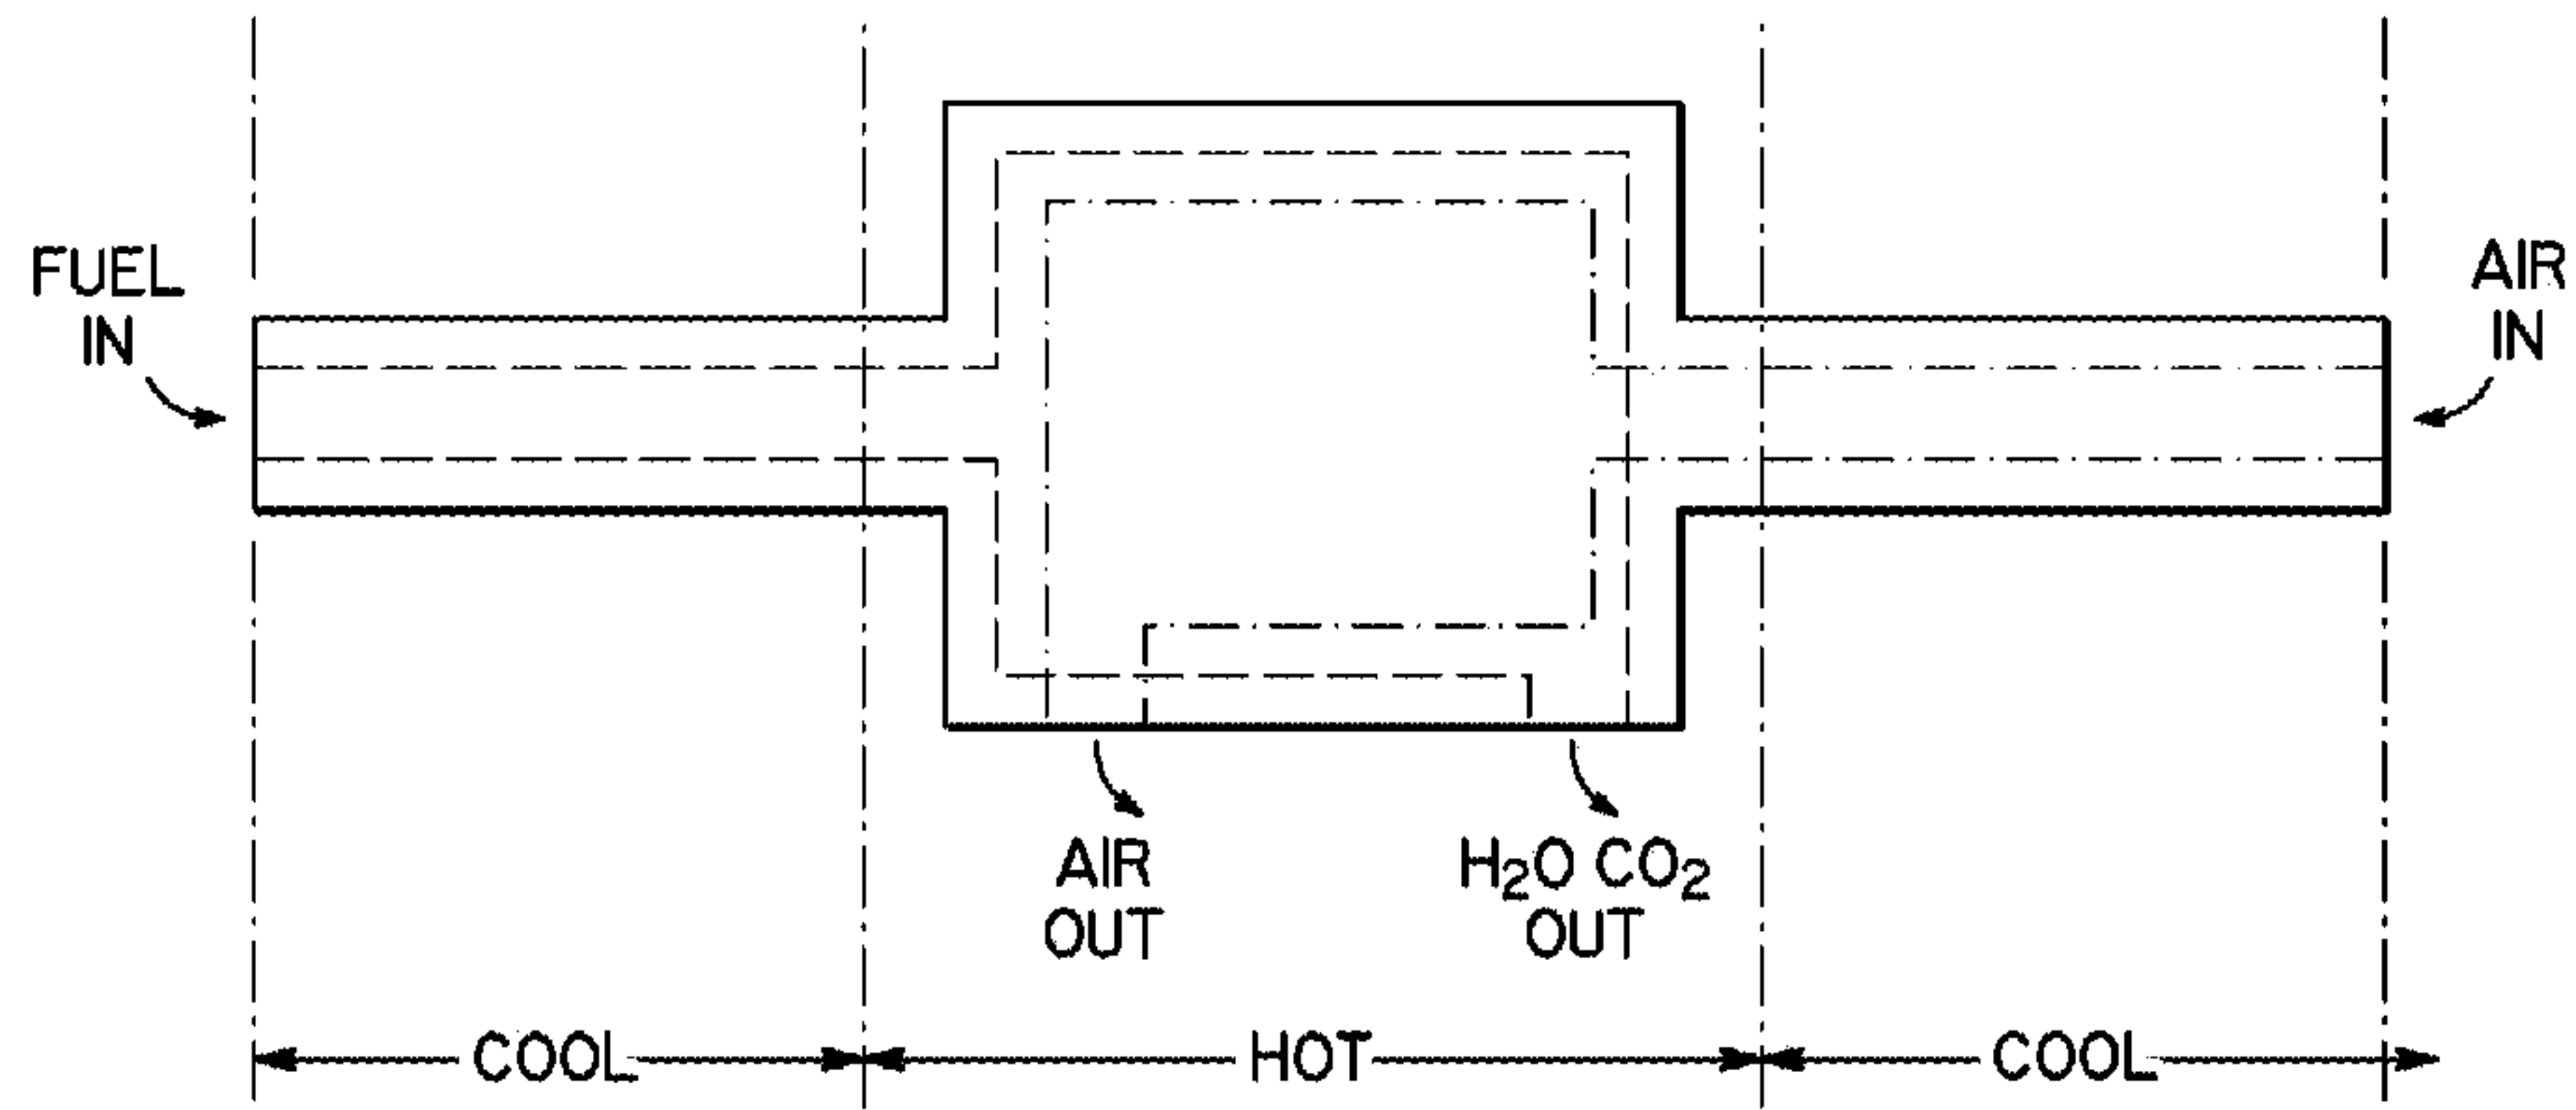 FUEL
IN
AIR
IN
AIR
OUT
H₂O CO₂
OUT
COOL
HOT
COOL